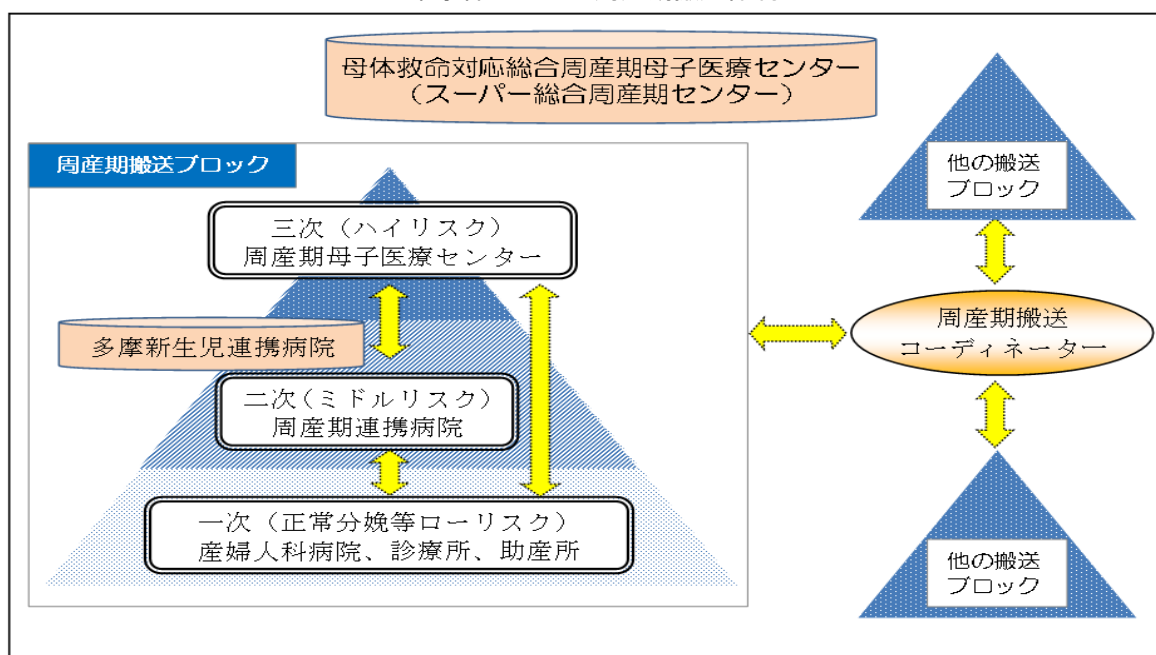 母体救命対応総合周産期母子医療センター
（スーパー総合周産期センター）
周産期搬送ブロック
三次（ハイリスク）
周産期母子医療センター
多摩新生児連携病院
二次（ミドルリスク）
周産期連携病院
一次（正常分娩等ローリスク）
産婦人科病院、診療所、助産所
他の搬送
ブロック
周産期搬送
コーディネーター
他の搬送
ブロック